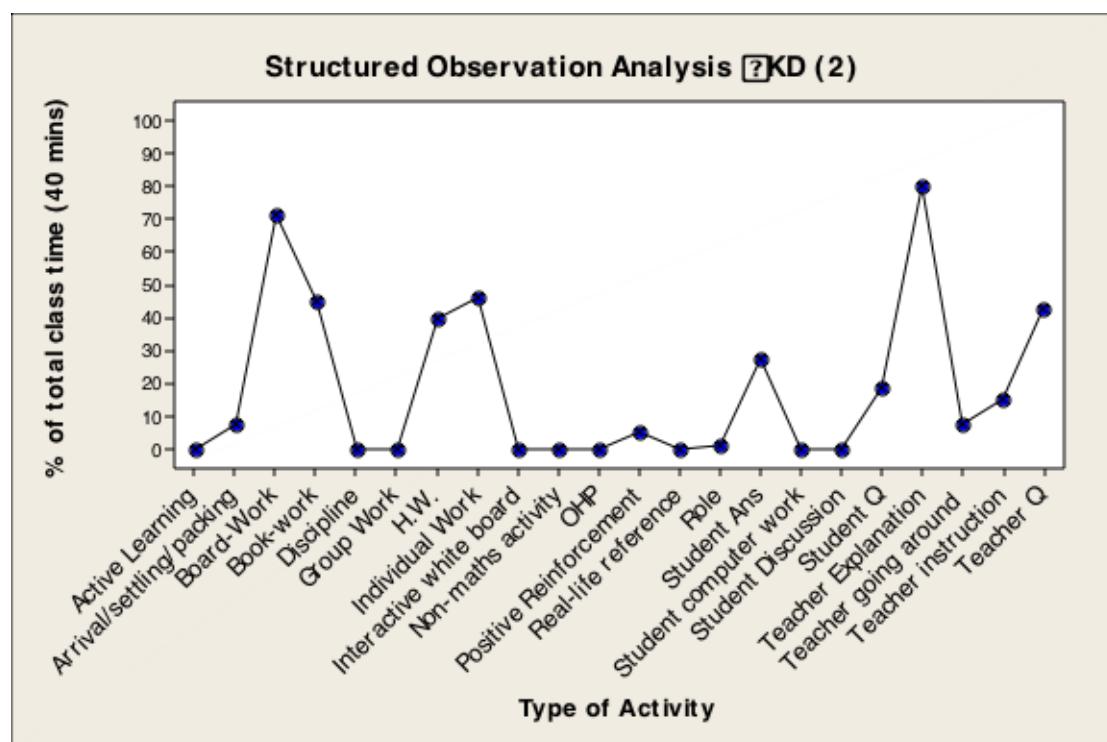 Structured Observation Analysis �KD (2)
% of total class time (40 mins)
100
90
80
70
60
50
40
30
20
10
0
Active Learning
Arrival/settling/packing
Board-Work
Book-work
Discipline
Group Work
H.W.
Individual Work
Interactive white board
Non-maths activity
OHP
Positive Reinforcement
Real-life reference
Role
Student Ans
Student computer work
Student Discussion
Student Q
Teacher Explanation
Teacher going around
Teacher instruction
Teacher Q
Type of Activity